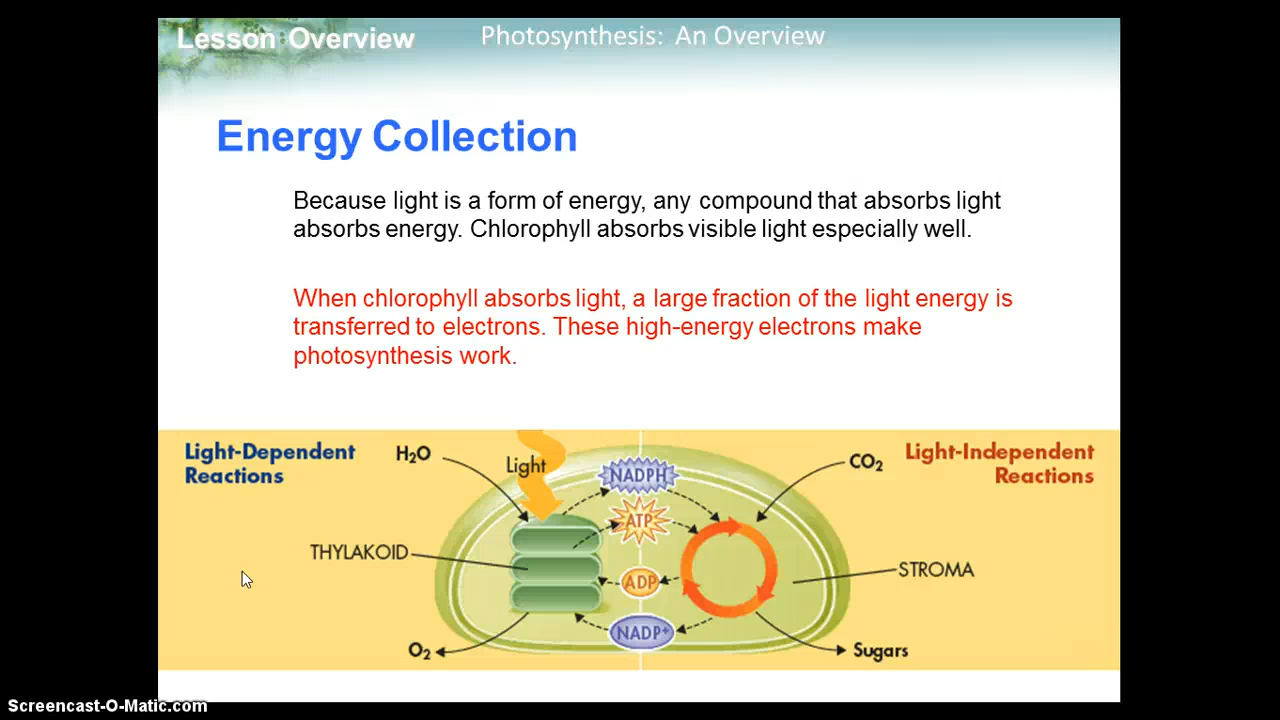 Lesson Overview
Photosynthesis: An Overview
Energy Collection
Because light is a form of energy, any compound that absorbs light
absorbs energy. Chlorophyll absorbs visible light especially well.
When chlorophyll absorbs light, a large fraction of the light energy is
transferred to electrons. These high-energy electrons make
photosynthesis work.
Light-Dependent
Reactions
H₂O
Light
NADPH
CO₂
Light-Independent
Reactions
ATP
THYLAKOID
ADP
STROMA
NADP⁺
O₂
Sugars
Screencast-O-Matic.com